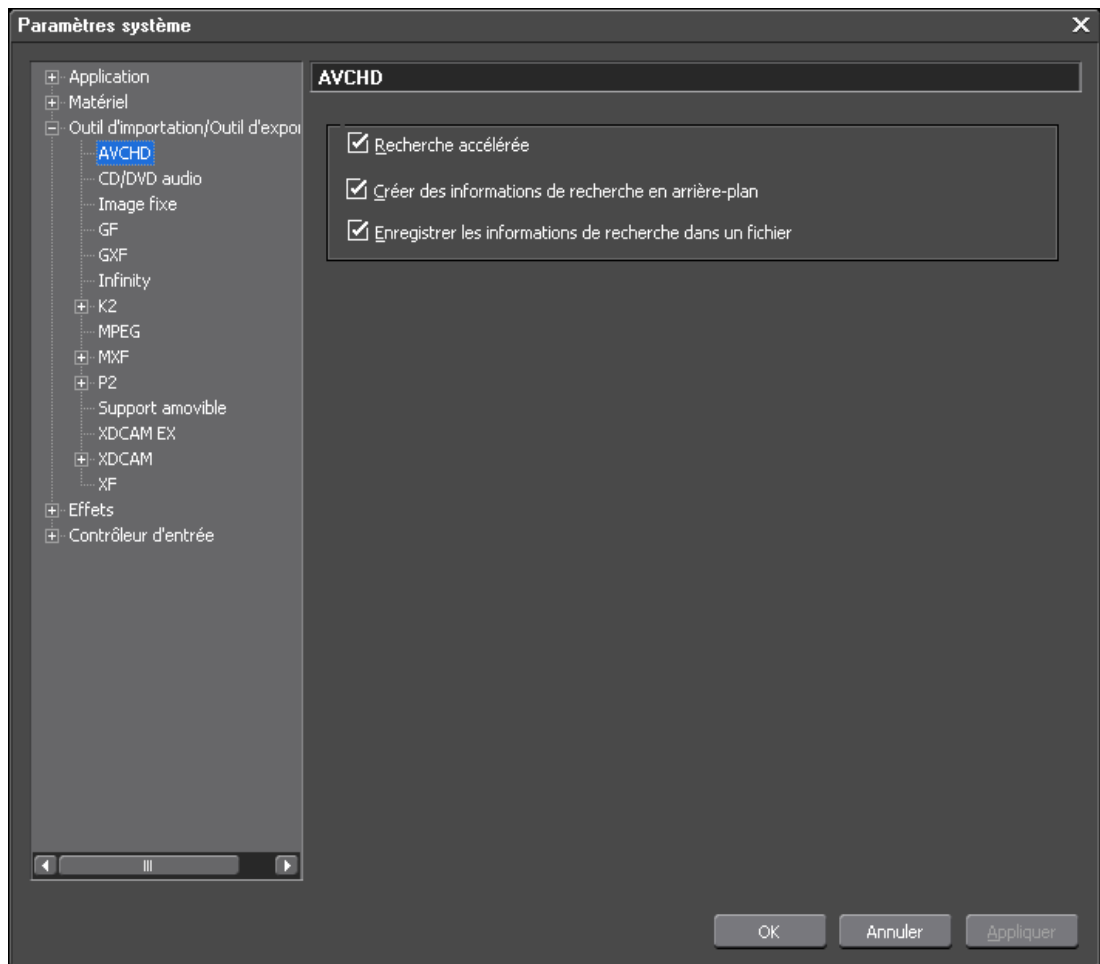 Paramètres système
Application
Matériel
Outil d'importation/Outil d'expor
AVCHD
CD/DVD audio
Image fixe
GF
GXF
Infinity
K2
MPEG
MXF
P2
Support amovible
XDCAM EX
XDCAM
XF
Effets
Contrôleur d'entrée
AVCHD
Recherche accélérée
Créer des informations de recherche en arrière-plan
Enregistrer les informations de recherche dans un fichier
OK
Annuler
Appliquer